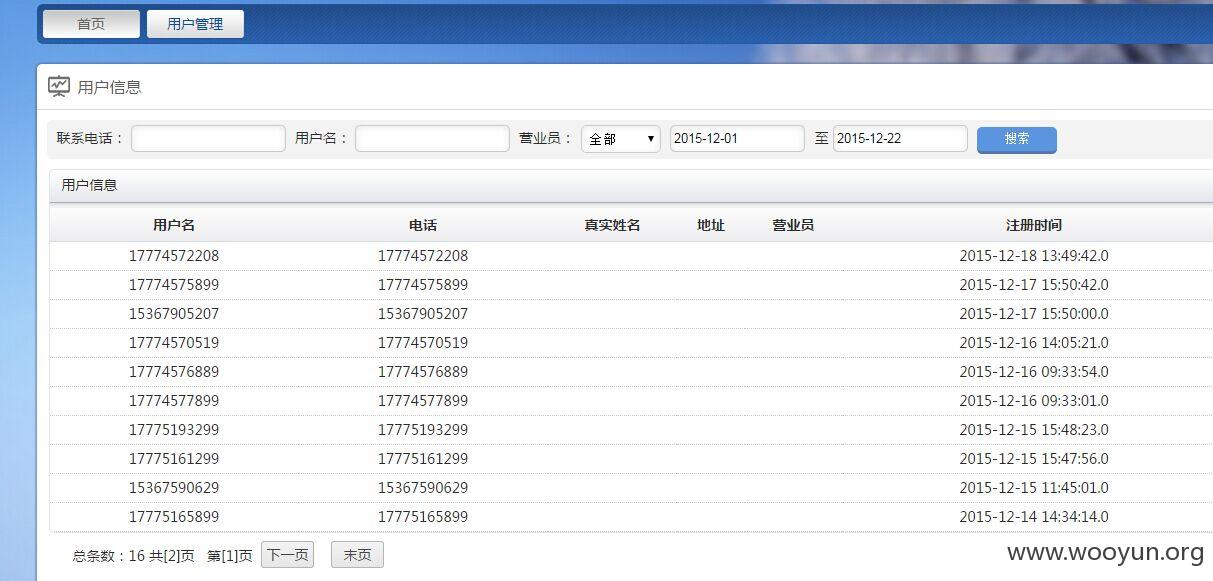 首页 用户管理
用户信息
联系电话： 用户名： 营业员： 全部 2015-12-01 至 2015-12-22 搜索
用户信息
用户名 电话 真实姓名 地址 营业员 注册时间
17774572208 17774572208 2015-12-18 13:49:42.0
17774575899 17774575899 2015-12-17 15:50:42.0
15367905207 15367905207 2015-12-17 15:50:00.0
17774570519 17774570519 2015-12-16 14:05:21.0
17774576889 17774576889 2015-12-16 09:33:54.0
17774577899 17774577899 2015-12-16 09:33:01.0
17775193299 17775193299 2015-12-15 15:48:23.0
17775161299 17775161299 2015-12-15 15:47:56.0
15367590629 15367590629 2015-12-15 11:45:01.0
17775165899 17775165899 2015-12-14 14:34:14.0
总条数：16 共[2]页 第[1]页 下一页 末页
www.wooyun.org